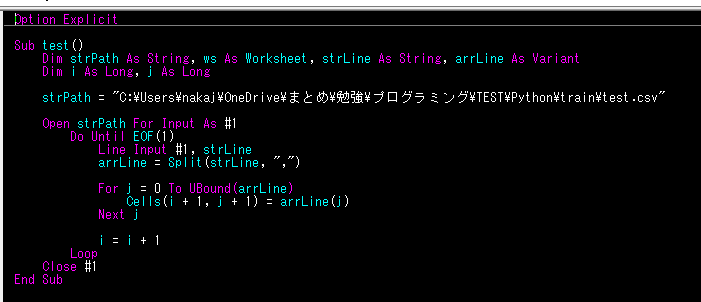 Option Explicit
Sub test()
Dim strPath As String, ws As Worksheet, strLine As String, arrLine As Variant
Dim i As Long, j As Long
strPath = "C:¥Users¥nakaj¥OneDrive¥まとめ¥勉強¥プログラミング¥TEST¥Python¥train¥test.csv"
Open strPath For Input As #1
Do Until EOF(1)
Line Input #1, strLine
arrLine = Split(strLine, ",")
For j = 0 To UBound(arrLine)
Cells(i + 1, j + 1) = arrLine(j)
Next j
i = i + 1
Loop
Close #1
End Sub